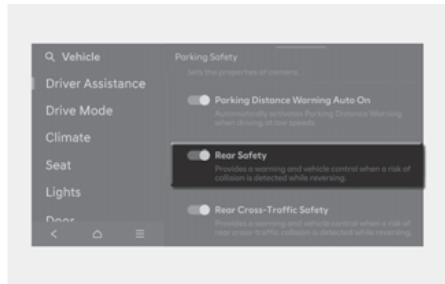 Vehicle
Parking Safety
Sets the properties of camera.
Driver Assistance
Parking Distance Warning Auto On
Automatically activates Parking Distance Warning
when driving at low speeds.
Drive Mode
Climate
Rear Safety
Provides a warning and vehicle control when a risk of
collision is detected while reversing.
Seat
Lights
Rear Cross-Traffic Safety
Provides a warning and vehicle control when a risk of
rear cross-traffic collision is detected while reversing.
Door